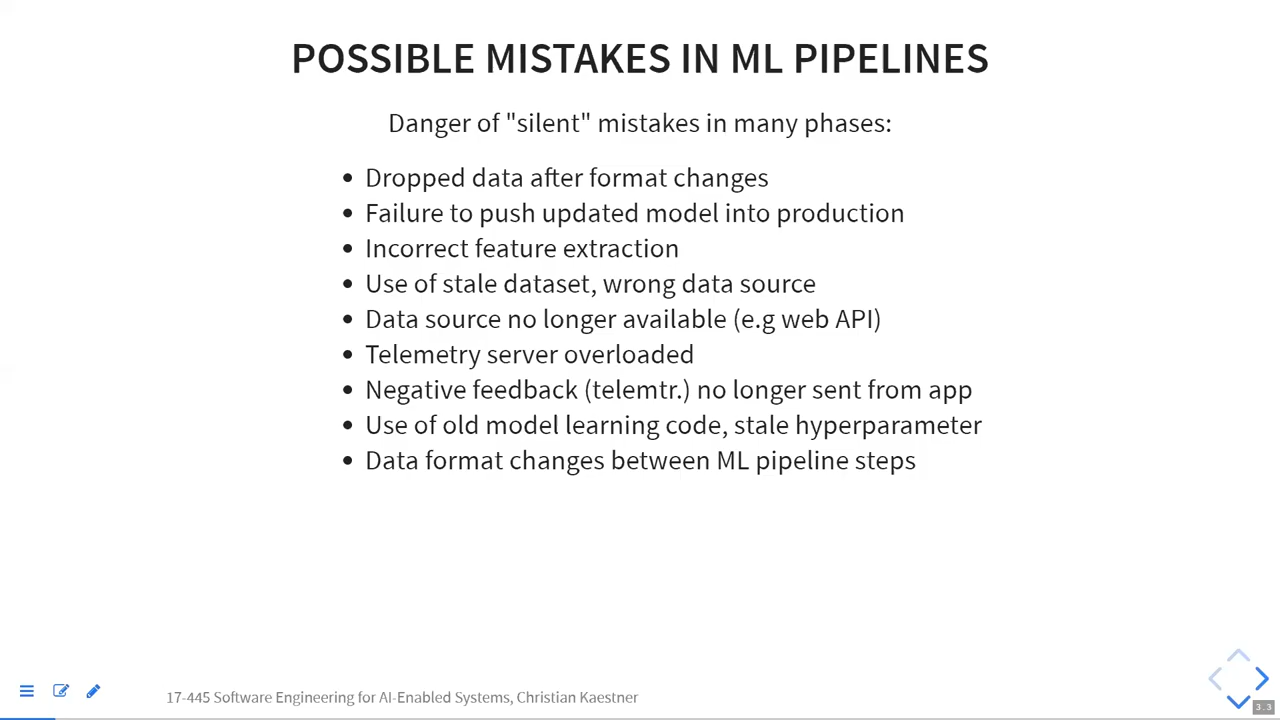 POSSIBLE MISTAKES IN ML PIPELINES
Danger of "silent" mistakes in many phases:
• Dropped data after format changes
• Failure to push updated model into production
• Incorrect feature extraction
• Use of stale dataset, wrong data source
• Data source no longer available (e.g web API)
• Telemetry server overloaded
• Negative feedback (telemtr.) no longer sent from app
• Use of old model learning code, stale hyperparameter
• Data format changes between ML pipeline steps
17-445 Software Engineering for AI-Enabled Systems, Christian Kaestner
3.3